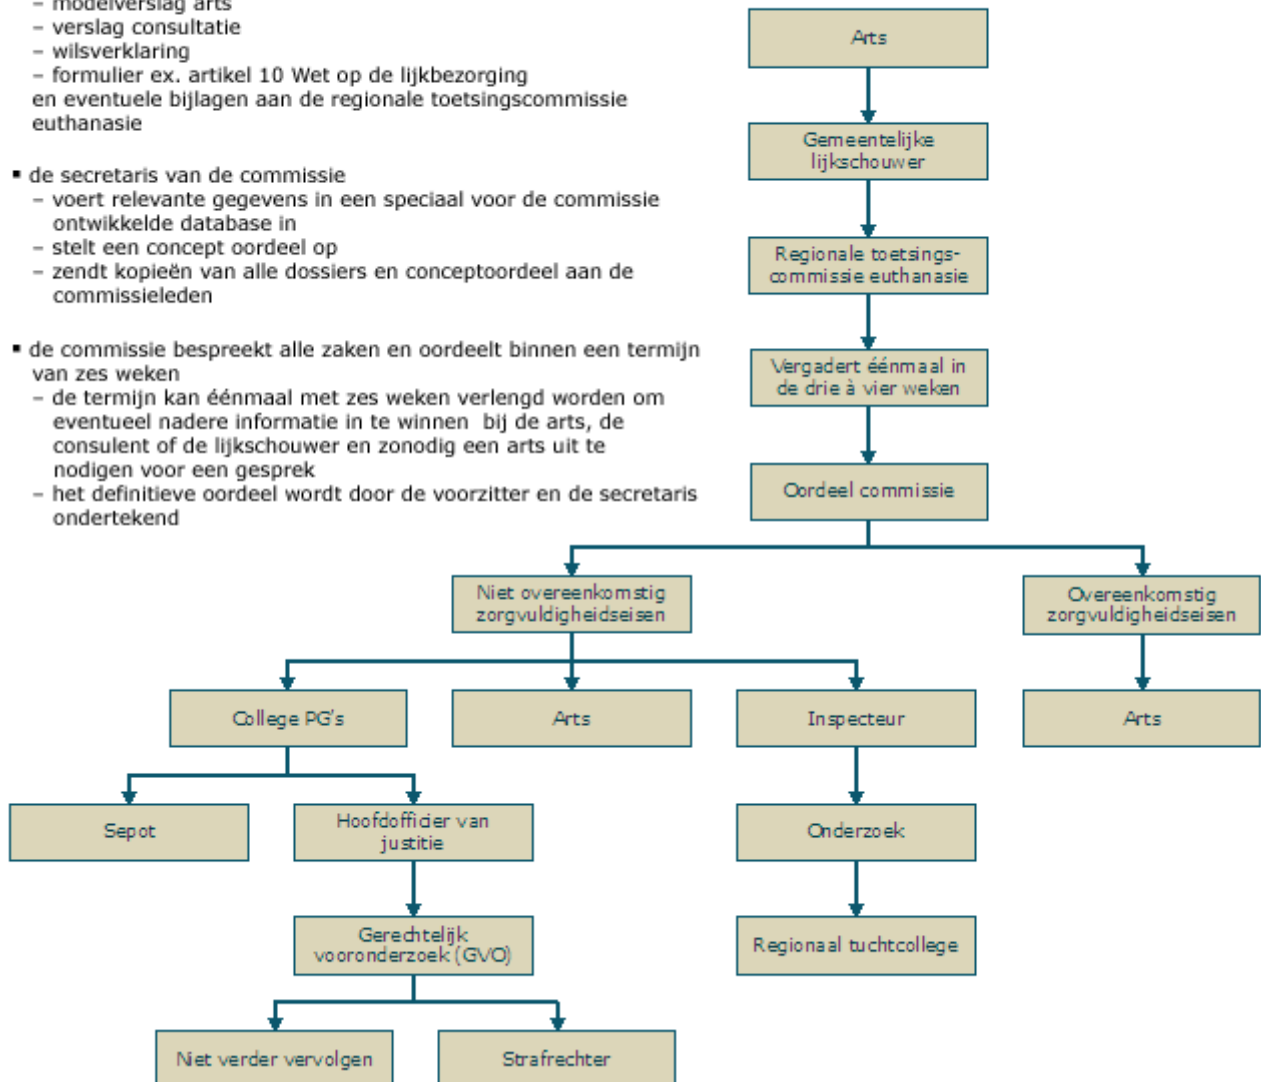 – modelverslag arts
– verslag consultatie
– wilsverklaring
– formulier ex. artikel 10 Wet op de lijkbezorging
en eventuele bijlagen aan de regionale toetsingscommissie
euthanasie
▪ de secretaris van de commissie
– voert relevante gegevens in een speciaal voor de commissie
ontwikkelde database in
– stelt een concept oordeel op
– zendt kopieën van alle dossiers en conceptoordeel aan de
commissieleden
▪ de commissie bespreekt alle zaken en oordeelt binnen een termijn
van zes weken
– de termijn kan éénmaal met zes weken verlengd worden om
eventueel nadere informatie in te winnen bij de arts, de
consulent of de lijkschouwer en zonodig een arts uit te
nodigen voor een gesprek
– het definitieve oordeel wordt door de voorzitter en de secretaris
ondertekend
Arts
Gemeentelijke
lijkschouwer
Regionale toetsings-
commissie euthanasie
Vergadert éénmaal in
de drie à vier weken
Oordeel commissie
Niet overeenkomstig
zorgvuldigheidseisen
Overeenkomstig
zorgvuldigheidseisen
College PG's
Arts
Inspecteur
Arts
Sepot
Hoofdofficier van
justitie
Onderzoek
Gerechtelijk
vooronderzoek (GVO)
Regionaal tuchtcollege
Niet verder vervolgen
Strafrechter